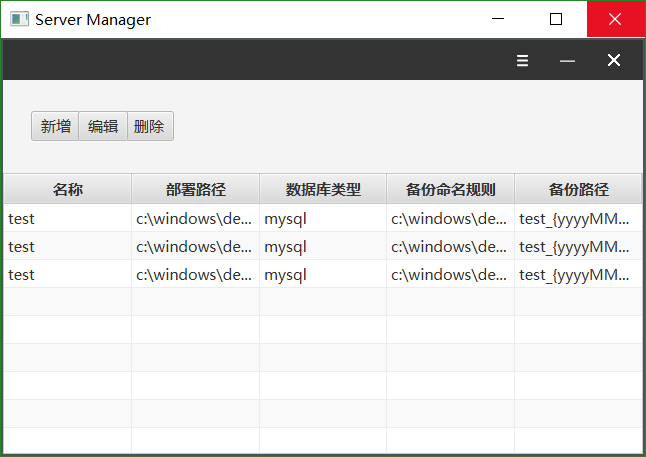 Server Manager
新增 编辑 删除
名称 部署路径 数据库类型 备份命名规则 备份路径
test c:\windows\de... mysql c:\windows\de... test_{yyyyMM...
test c:\windows\de... mysql c:\windows\de... test_{yyyyMM...
test c:\windows\de... mysql c:\windows\de... test_{yyyyMM...